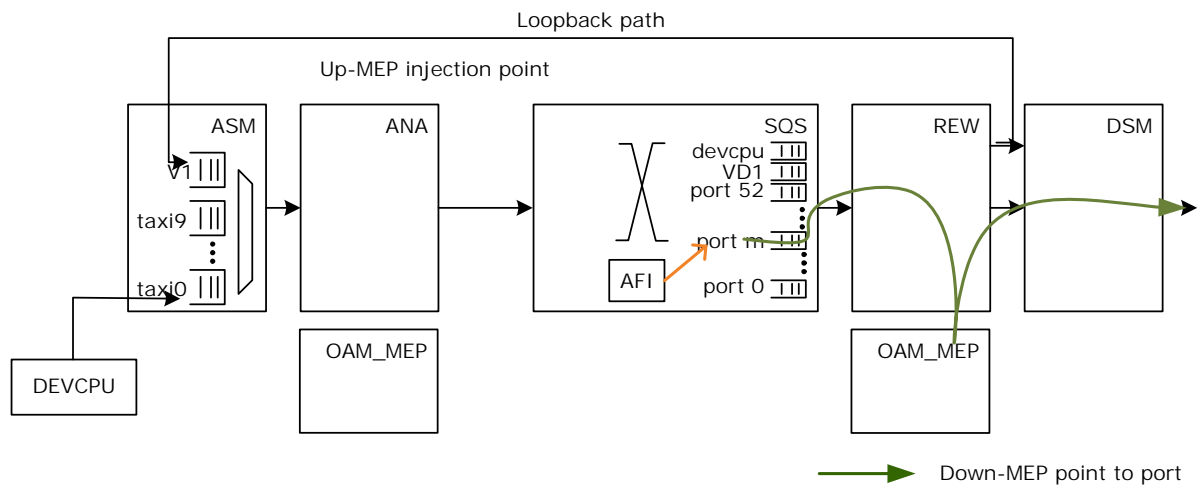 Loopback path
Up-MEP injection point
ASM
ANA
SQS
REW
DSM
V1
taxi9
taxi0
devcpu
VD1
port 52
port m
AFI
port 0
DEVCPU
OAM_MEP
OAM_MEP
Down-MEP point to port